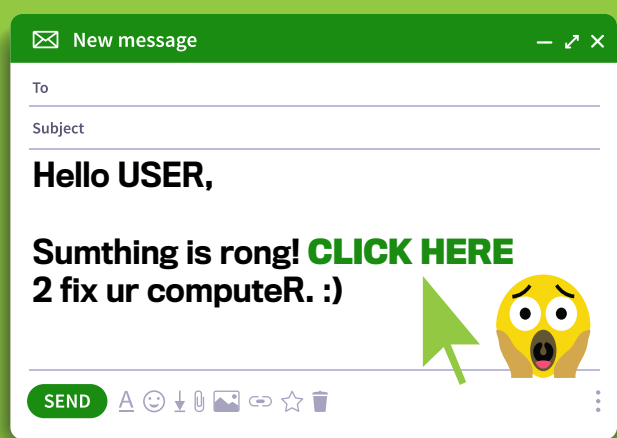 New message
To
Subject
Hello USER,
Sumthing is rong! CLICK HERE
2 fix ur computeR. :)
SEND
A